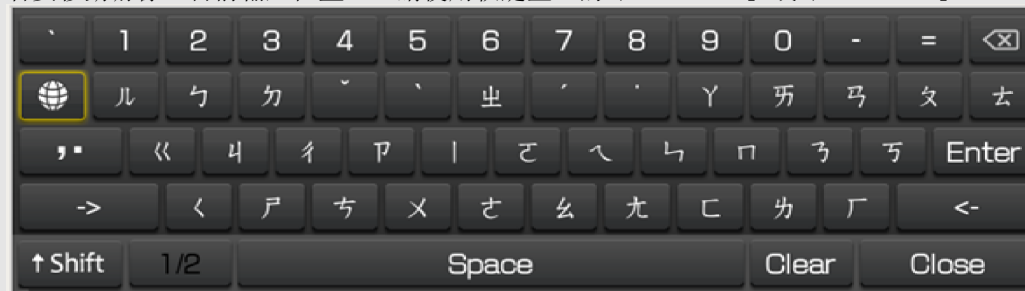 ˋ 1 2 3 4 5 6 7 8 9 0 - =
ㄦ ㄅ ㄉ ˇ ˋ ㄓ ˊ ˙ ㄚ ㄞ ㄢ ㄆ ㄊ
,. ㄍ ㄐ ㄔ ㄗ ㄧ ㄛ ㄟ ㄣ ㄇ ㄋ ㄎ Enter
-> ㄑ ㄕ ㄘ ㄨ ㄜ ㄠ ㄤ ㄈ ㄌ ㄏ <-
↑ Shift 1/2 Space Clear Close